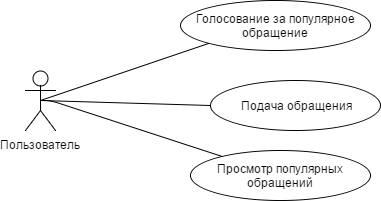 Голосование за популярное
обращение
Подача обращения
Пользователь
Просмотр популярных
обращений